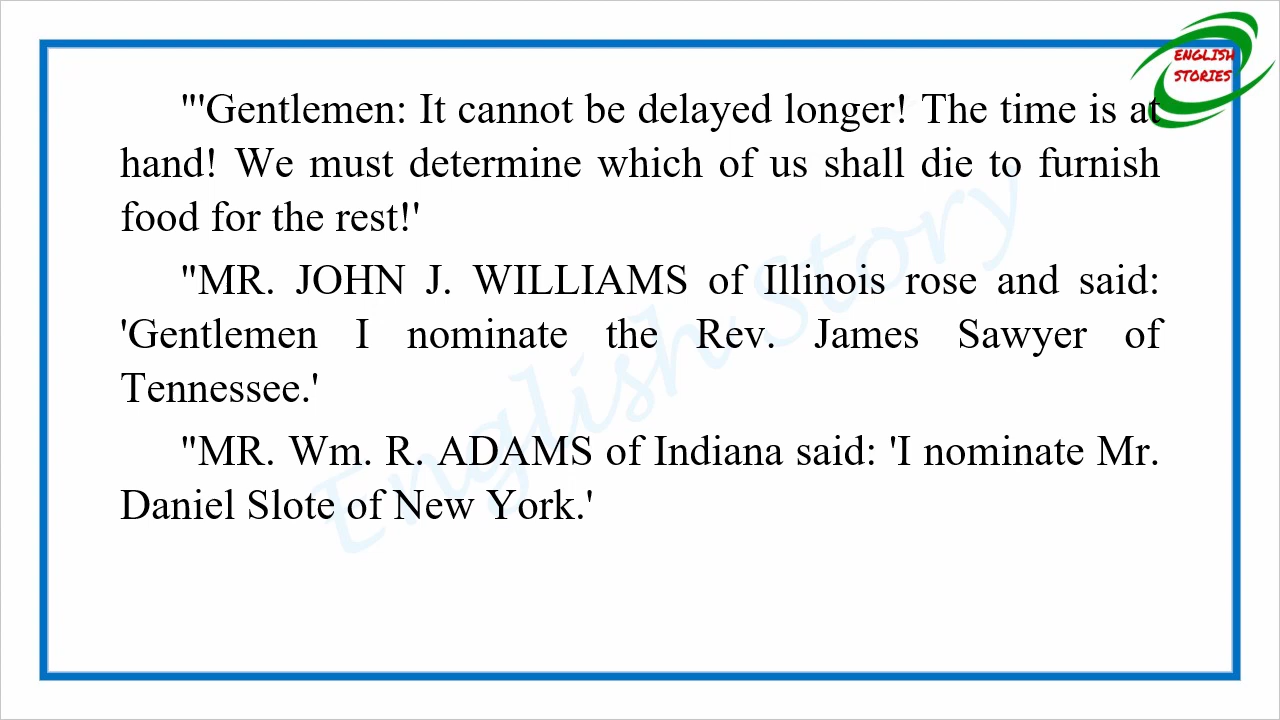 ENGLISH
STORIES
"'Gentlemen: It cannot be delayed longer! The time is at
hand! We must determine which of us shall die to furnish
food for the rest!'
"MR. JOHN J. WILLIAMS of Illinois rose and said:
'Gentlemen I nominate the Rev. James Sawyer of
Tennessee.'
"MR. Wm. R. ADAMS of Indiana said: 'I nominate Mr.
Daniel Slote of New York.'
English Story